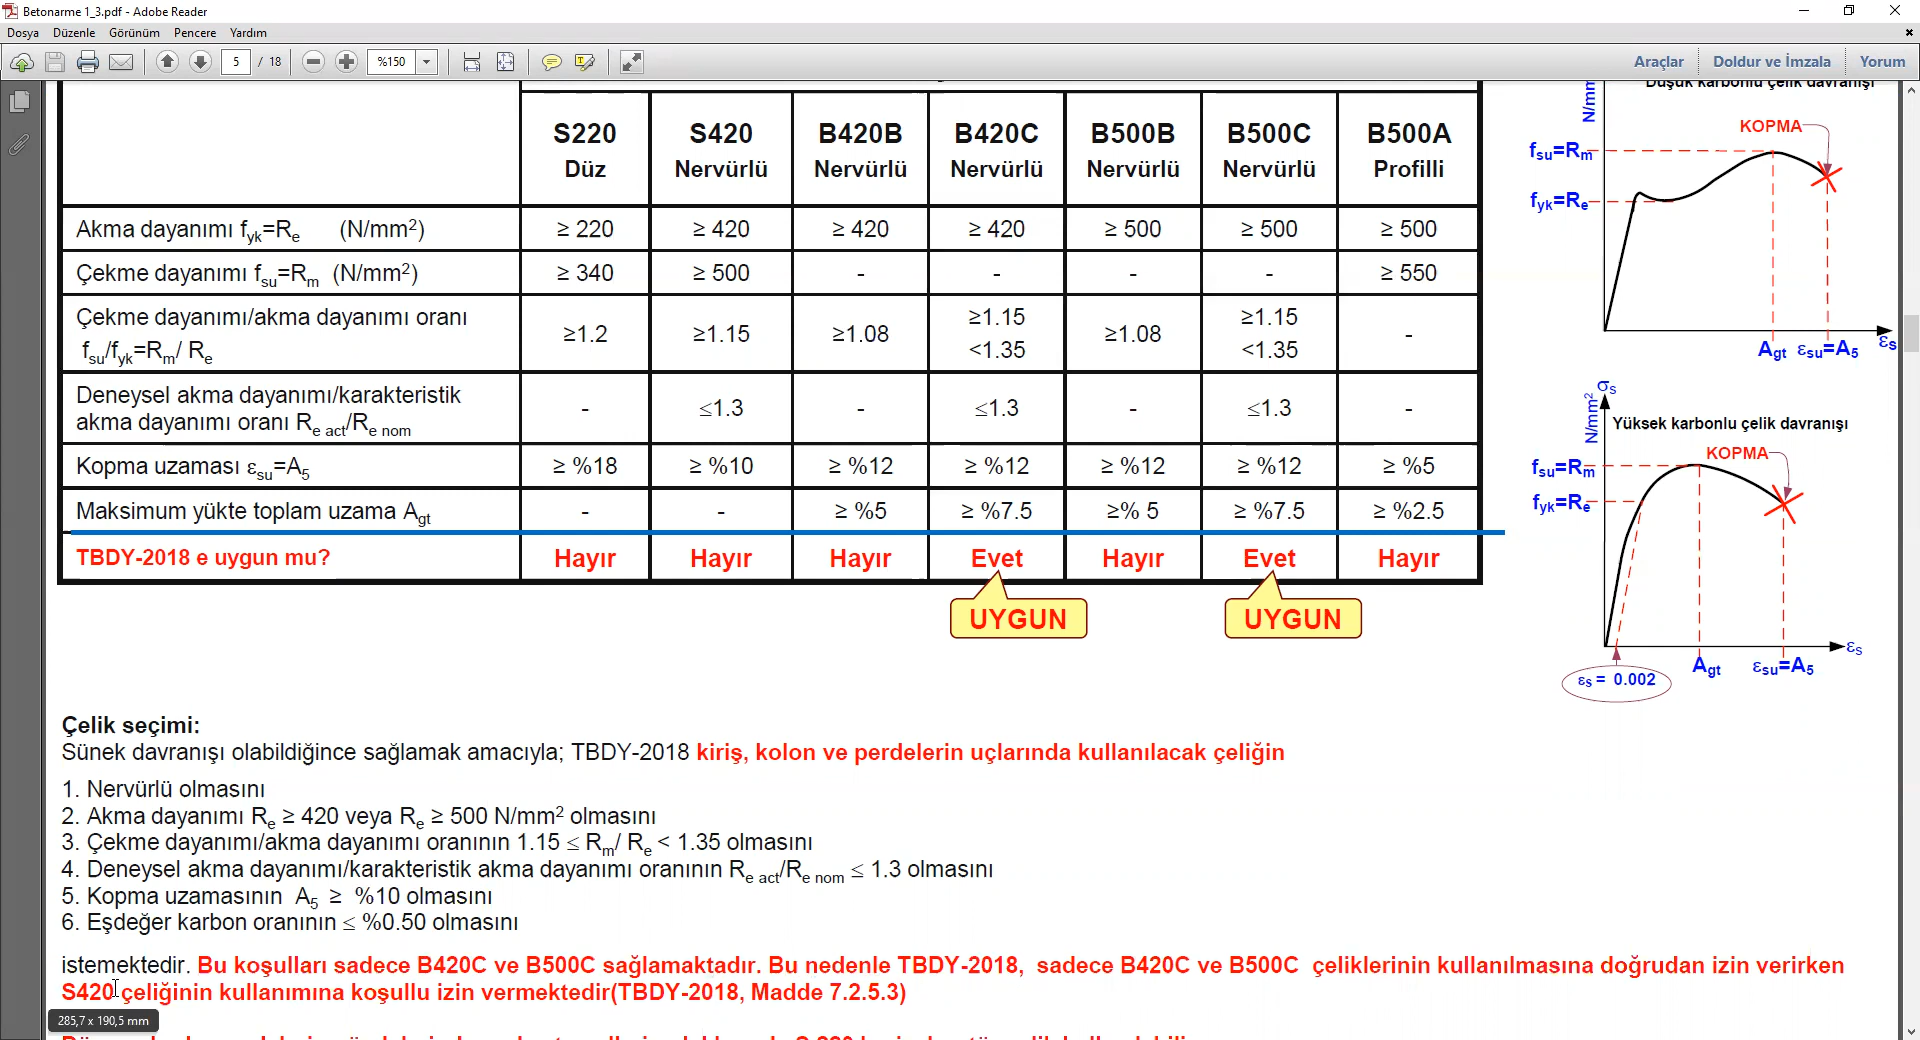 Betonarme 1_3.pdf - Adobe Reader
Dosya Düzenle Görünüm Pencere Yardım
5 / 18 %150 Araçlar Doldur ve İmzala Yorum
S220 S420 B420B B420C B500B B500C B500A
Düz Nervürlü Nervürlü Nervürlü Nervürlü Nervürlü Profilli
Akma dayanımı fyk=Re (N/mm²) ≥ 220 ≥ 420 ≥ 420 ≥ 420 ≥ 500 ≥ 500 ≥ 500
Çekme dayanımı fsu=Rm (N/mm²) ≥ 340 ≥ 500 - - - - ≥ 550
Çekme dayanımı/akma dayanımı oranı
fsu/fyk=Rm/ Re ≥1.2 ≥1.15 ≥1.08 ≥1.15 <1.35 ≥1.08 ≥1.15 <1.35 -
Deneysel akma dayanımı/karakteristik
akma dayanımı oranı Re act/Re nom - ≤1.3 - ≤1.3 - ≤1.3 -
Kopma uzaması εsu=A5 ≥ %18 ≥ %10 ≥ %12 ≥ %12 ≥ %12 ≥ %12 ≥ %5
Maksimum yükte toplam uzama Agt - - ≥ %5 ≥ %7.5 ≥% 5 ≥ %7.5 ≥ %2.5
TBDY-2018 e uygun mu? Hayır Hayır Hayır Evet Hayır Evet Hayır
UYGUN UYGUN
Düşük karbonlu çelik davranışı
N/mm
KOPMA
fsu=Rm
fyk=Re
Agt εsu=A5 εs
σs
N/mm²
Yüksek karbonlu çelik davranışı
KOPMA
fsu=Rm
fyk=Re
εs
Agt εsu=A5
εs = 0.002
Çelik seçimi:
Sünek davranışı olabildiğince sağlamak amacıyla; TBDY-2018 kiriş, kolon ve perdelerin uçlarında kullanılacak çeliğin
1. Nervürlü olmasını
2. Akma dayanımı Re ≥ 420 veya Re ≥ 500 N/mm² olmasını
3. Çekme dayanımı/akma dayanımı oranının 1.15 ≤ Rm/ Re < 1.35 olmasını
4. Deneysel akma dayanımı/karakteristik akma dayanımı oranının Re act/Re nom ≤ 1.3 olmasını
5. Kopma uzamasının A5 ≥ %10 olmasını
6. Eşdeğer karbon oranının ≤ %0.50 olmasını
istemektedir. Bu koşulları sadece B420C ve B500C sağlamaktadır. Bu nedenle TBDY-2018, sadece B420C ve B500C çeliklerinin kullanılmasına doğrudan izin verirken
S420 çeliğinin kullanımına koşullu izin vermektedir(TBDY-2018, Madde 7.2.5.3)
285,7 x 190,5 mm